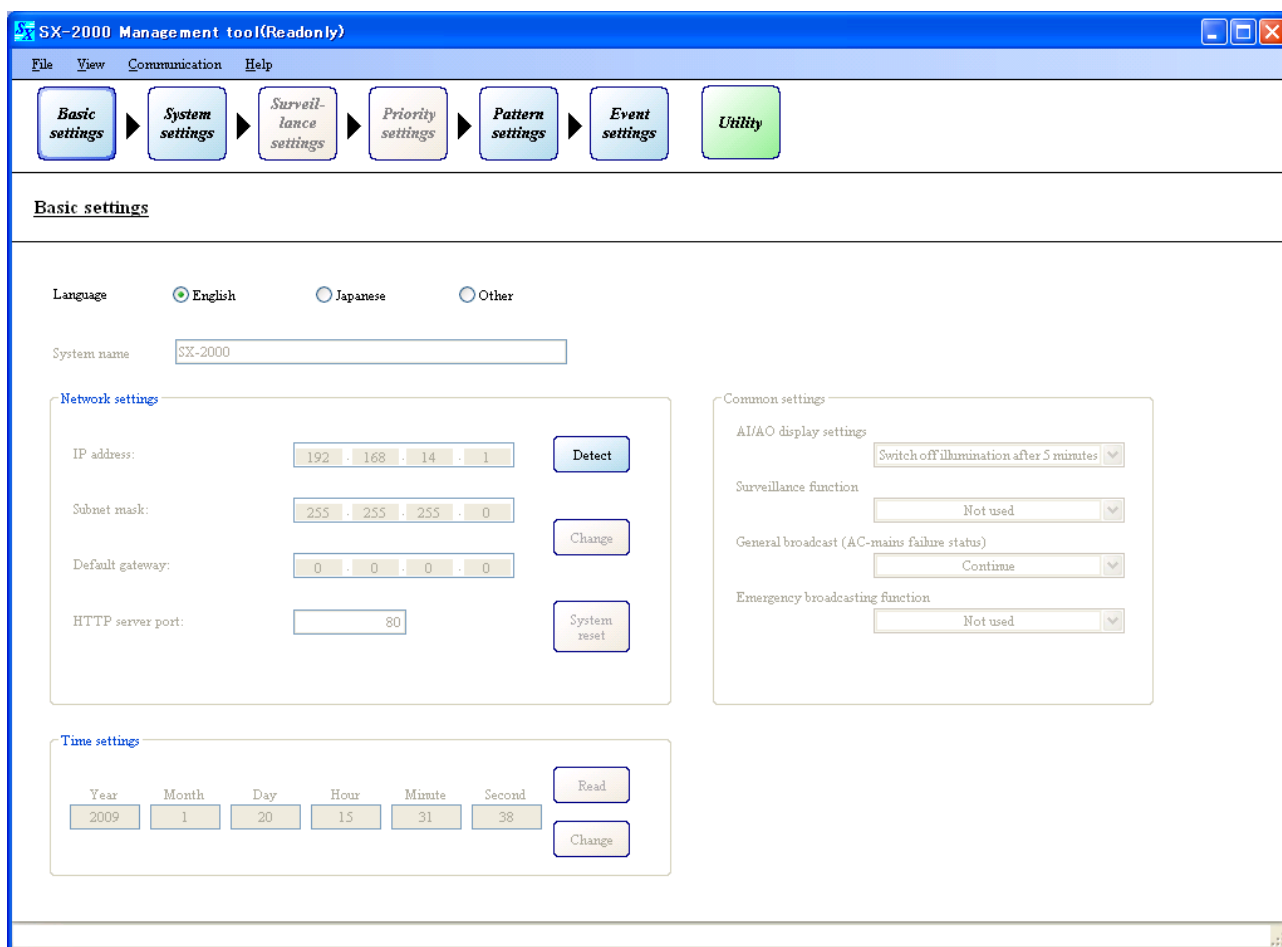 SX SX-2000 Management tool(Readonly)
File View Communication Help
Basic settings
System settings
Surveil-
lance
settings
Priority settings
Pattern settings
Event settings
Utility
Basic settings
Language English Japanese Other
System name SX-2000
Network settings
IP address: 192 . 168 . 14 . 1 Detect
Subnet mask: 255 . 255 . 255 . 0
Change
Default gateway: 0 . 0 . 0 . 0
HTTP server port: 80 System reset
Common settings
AI/AO display settings
Switch off illumination after 5 minutes
Surveillance function
Not used
General broadcast (AC-mains failure status)
Continue
Emergency broadcasting function
Not used
Time settings
Year Month Day Hour Minute Second
2009 1 20 15 31 38
Read
Change